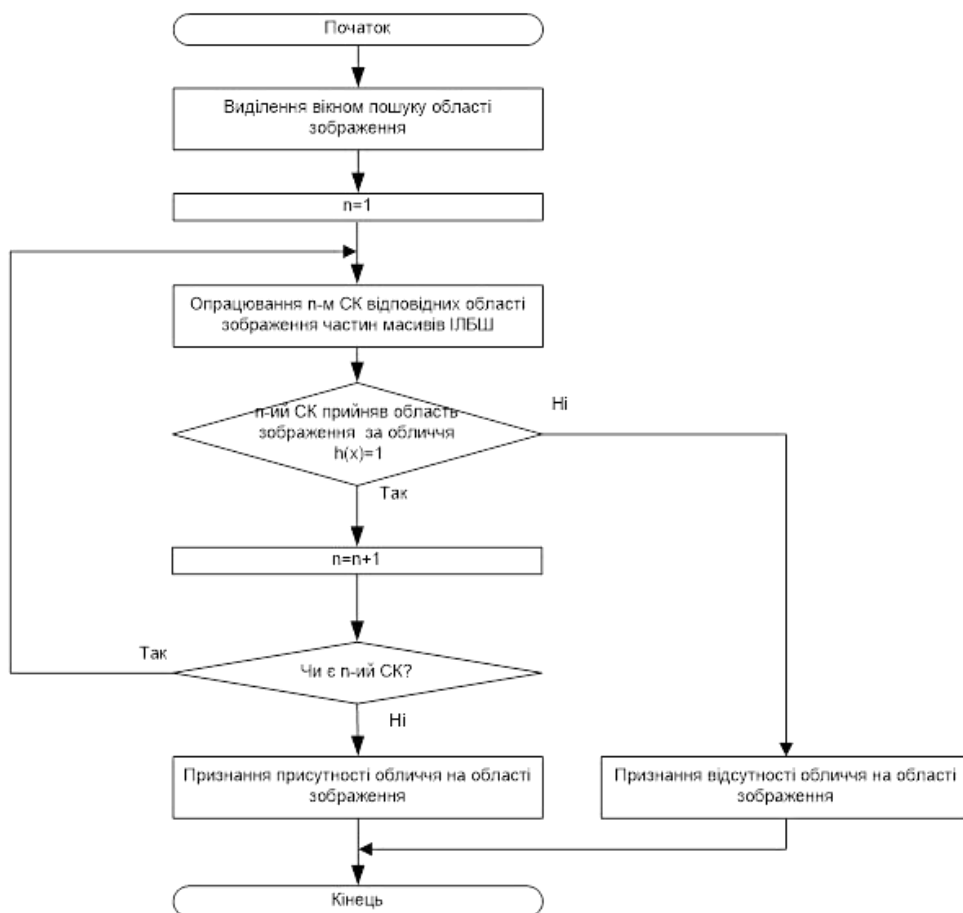 Початок
Виділення вікном пошуку області
зображення
n=1
Опрацювання n-м СК відповідних області
зображення частин масивів ІЛБШ
n-ий СК прийняв область
зображення за обличчя
h(x)=1
Ні
Так
n=n+1
Так
Чи є n-ий СК?
Ні
Признання присутності обличчя на області
зображення
Признання відсутності обличчя на області
зображення
Кінець